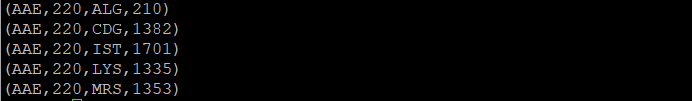 (AAE,220,ALG,210)
(AAE,220,CDG,1382)
(AAE,220,IST,1701)
(AAE,220,LYS,1335)
(AAE,220,MRS,1353)